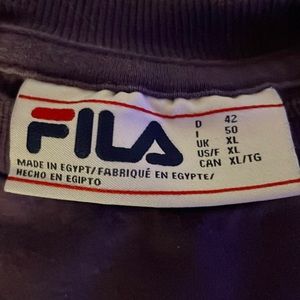 FILA
D 42
I 50
UK XL
US/F XL
CAN XL/TG
MADE IN EGYPT/FABRIQUÉ EN EGYPTE/
HECHO EN EGIPTO